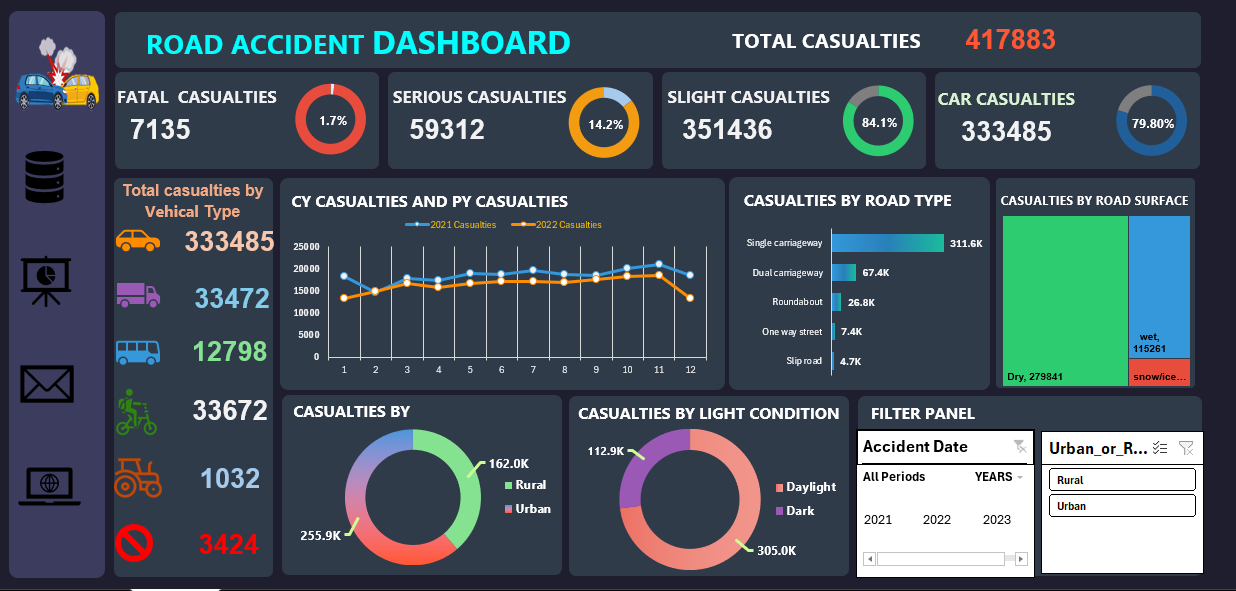 ROAD ACCIDENT DASHBOARD
TOTAL CASUALTIES 417883
FATAL CASUALTIES
7135
1.7%
SERIOUS CASUALTIES
59312
14.2%
SLIGHT CASUALTIES
351436
84.1%
CAR CASUALTIES
333485
79.80%
Total casualties by
Vehical Type
333485
33472
12798
33672
1032
3424
CY CASUALTIES AND PY CASUALTIES
2021 Casualties
2022 Casualties
25000
20000
15000
10000
5000
0
1 2 3 4 5 6 7 8 9 10 11 12
CASUALTIES BY ROAD TYPE
Single carriageway 311.6K
Dual carriageway 67.4K
Roundabout 26.8K
One way street 7.4K
Slip road 4.7K
CASUALTIES BY ROAD SURFACE
Dry, 279841
wet,
115261
snow/ice...
CASUALTIES BY
162.0K
Rural
Urban
255.9K
CASUALTIES BY LIGHT CONDITION
112.9K
Daylight
Dark
305.0K
FILTER PANEL
Accident Date
All Periods YEARS
2021 2022 2023
Urban_or_R...
Rural
Urban